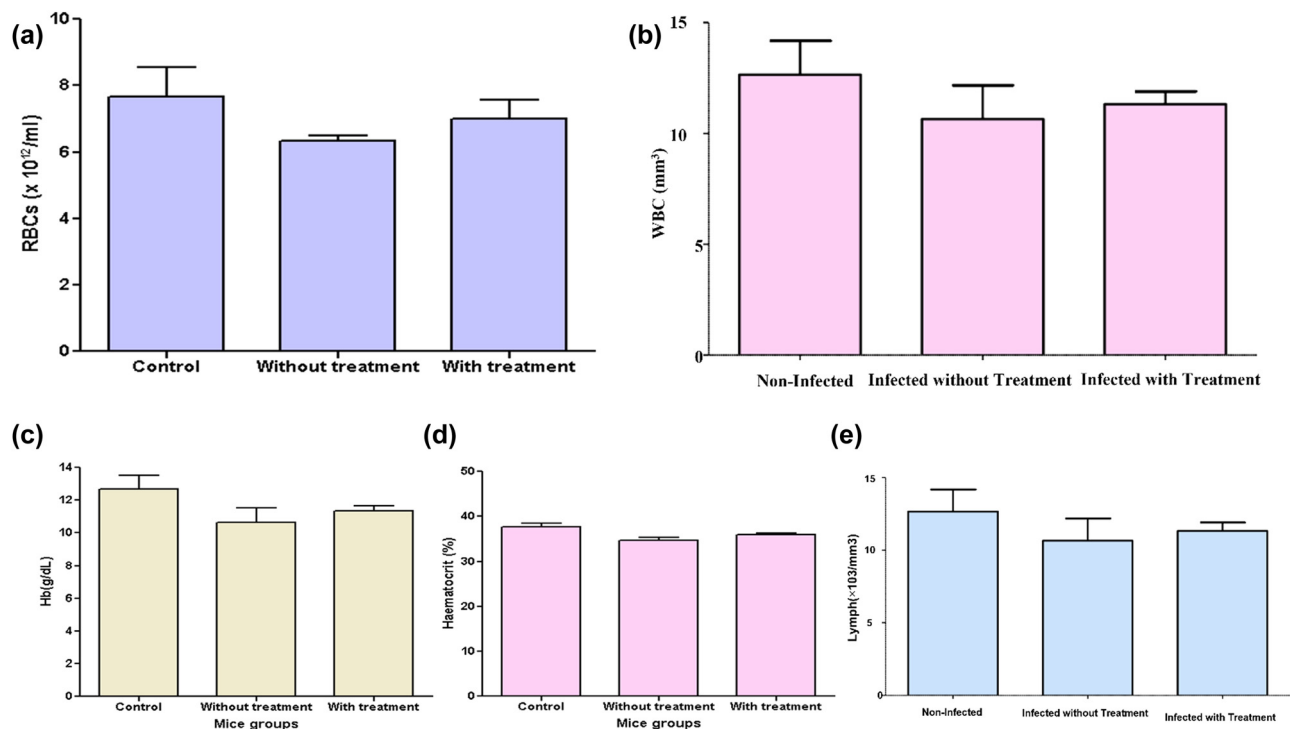 (a)
10
8
6
4
2
0
RBCs (x 10¹²/ml)
Control Without treatment With treatment
(b)
15
10
5
0
WBC (mm³)
Non-Infected Infected without Treatment Infected with Treatment
(c)
14
12
10
8
6
4
2
0
Hb(g/dL)
Control Without treatment With treatment
Mice groups
(d)
50
40
30
20
10
0
Haematocrit (%)
Control Without treatment With treatment
Mice groups
(e)
15
10
5
0
Lymph(×103/mm3)
Non-Infected Infected without Treatment Infected with Treatment